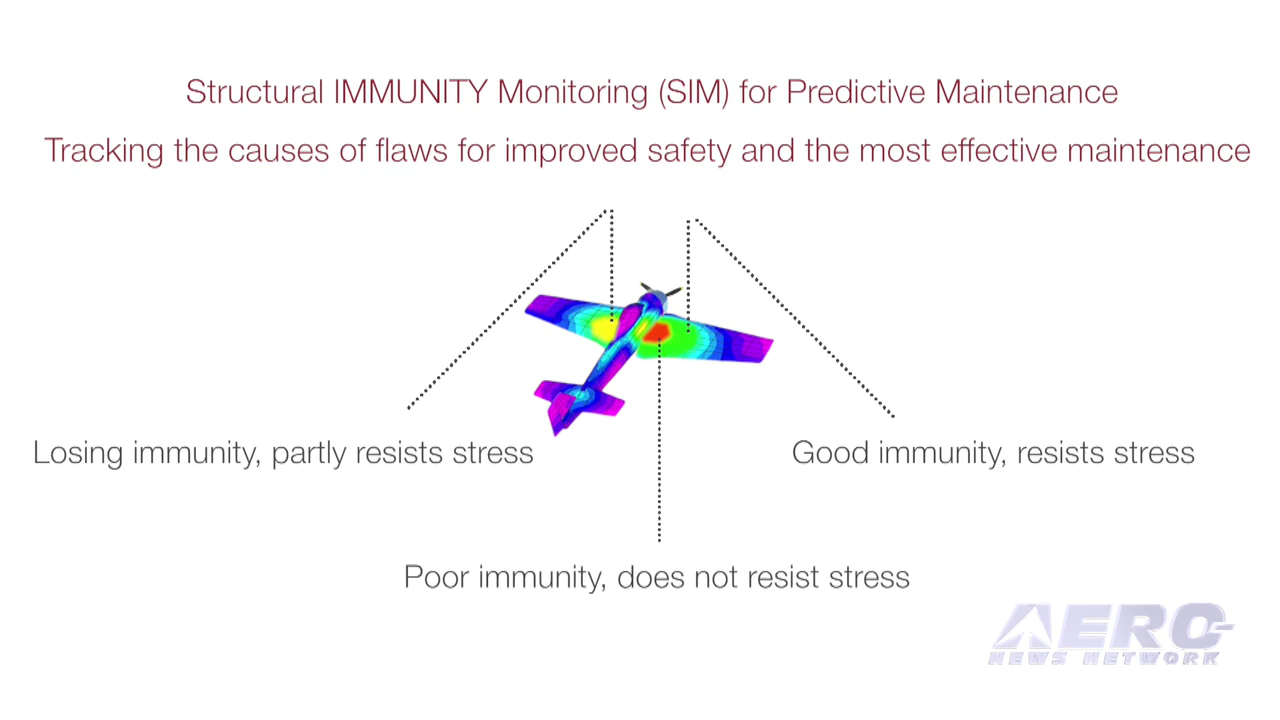 Structural IMMUNITY Monitoring (SIM) for Predictive Maintenance
Tracking the causes of flaws for improved safety and the most effective maintenance
Losing immunity, partly resists stress
Good immunity, resists stress
Poor immunity, does not resist stress
AERO
NEWS NETWORK